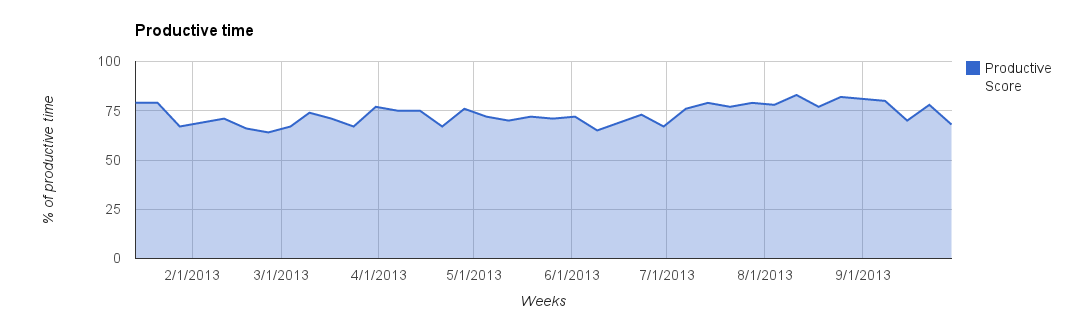 Productive time
100
75
50
25
0
% of productive time
2/1/2013 3/1/2013 4/1/2013 5/1/2013 6/1/2013 7/1/2013 8/1/2013 9/1/2013
Weeks
Productive
Score